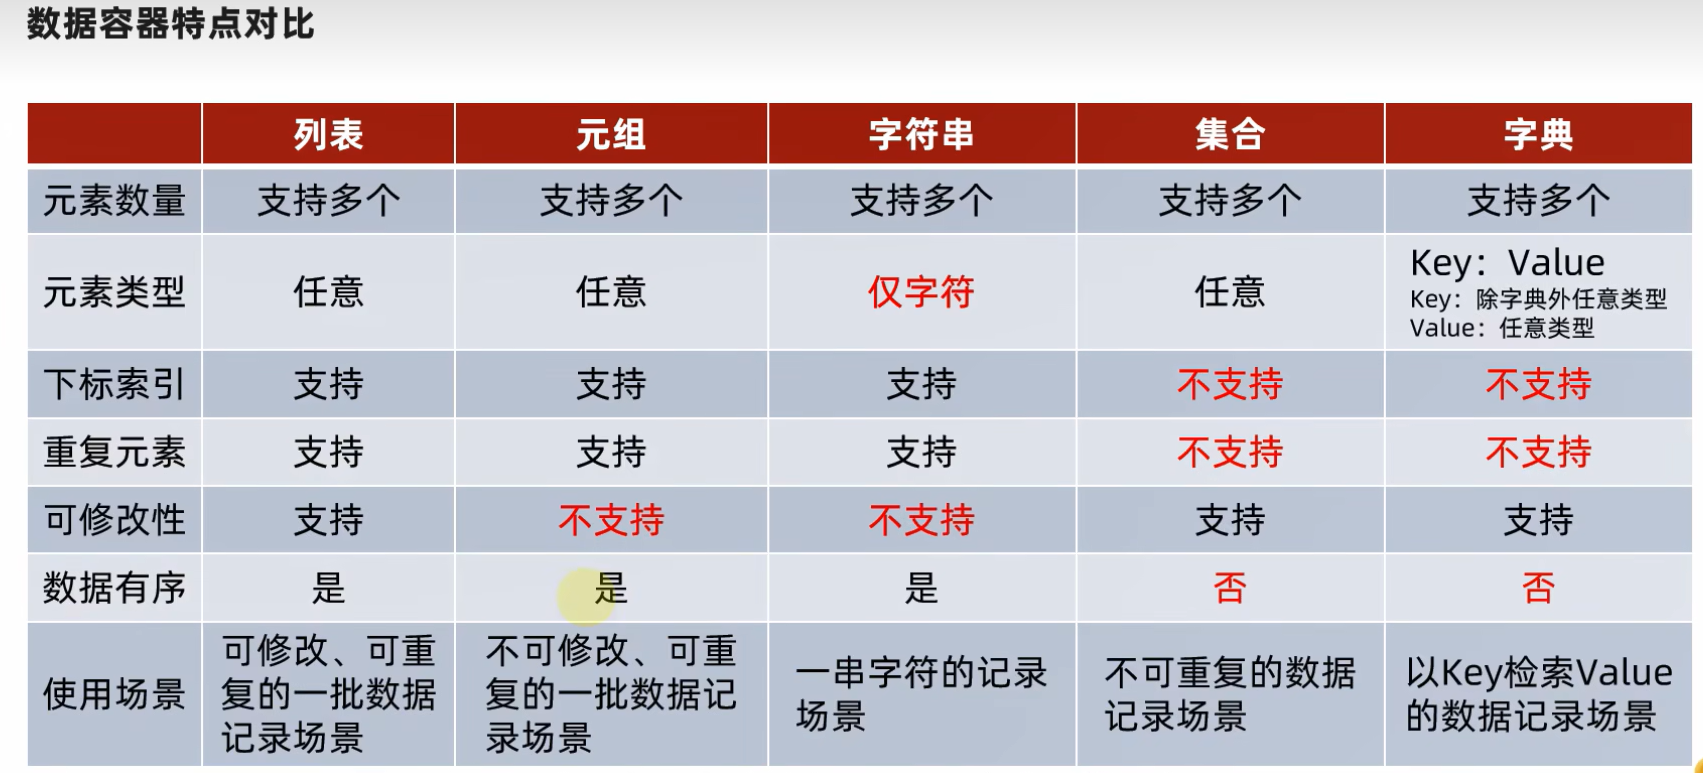 数据容器特点对比
列表 元组 字符串 集合 字典
元素数量 支持多个 支持多个 支持多个 支持多个 支持多个
元素类型 任意 任意 仅字符 任意 Key：Value
Key：除字典外任意类型
Value：任意类型
下标索引 支持 支持 支持 不支持 不支持
重复元素 支持 支持 支持 不支持 不支持
可修改性 支持 不支持 不支持 支持 支持
数据有序 是 是 是 否 否
使用场景
可修改、可重
复的一批数据
记录场景
不可修改、可重
复的一批数据记
录场景
一串字符的记录
场景
不可重复的数据
记录场景
以Key检索Value
的数据记录场景